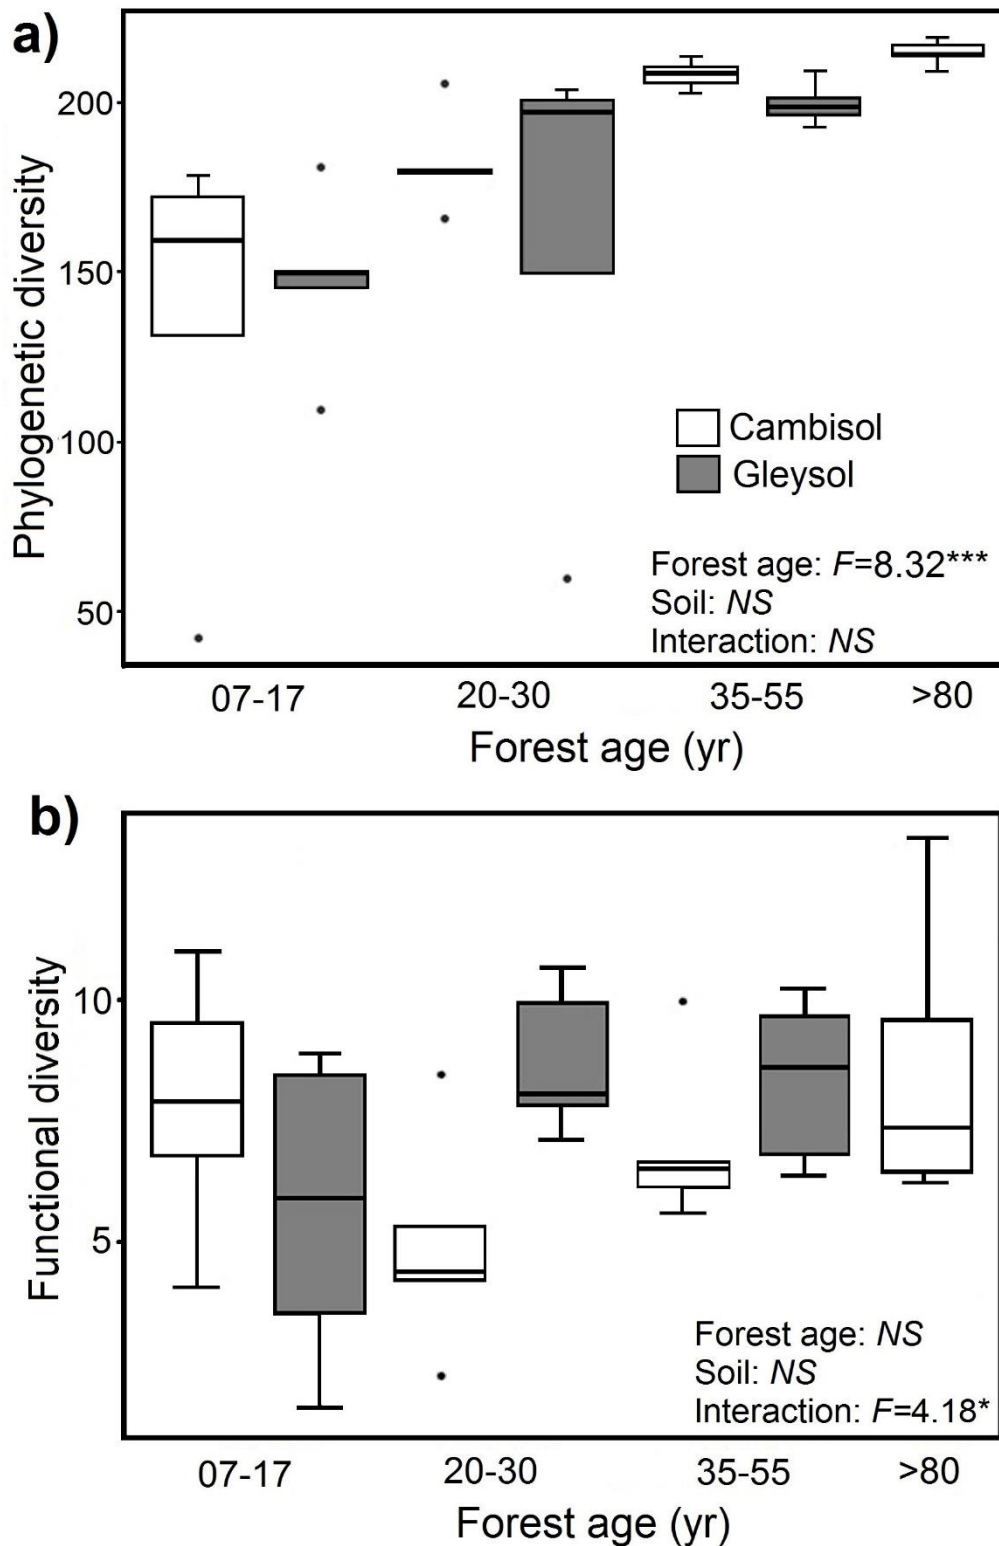 a)
200
150
100
50
Phylogenetic diversity
Cambisol
Gleysol
Forest age: F=8.32***
Soil: NS
Interaction: NS
07-17 20-30 35-55 >80
Forest age (yr)
b)
10
5
Functional diversity
Forest age: NS
Soil: NS
Interaction: F=4.18*
07-17 20-30 35-55 >80
Forest age (yr)